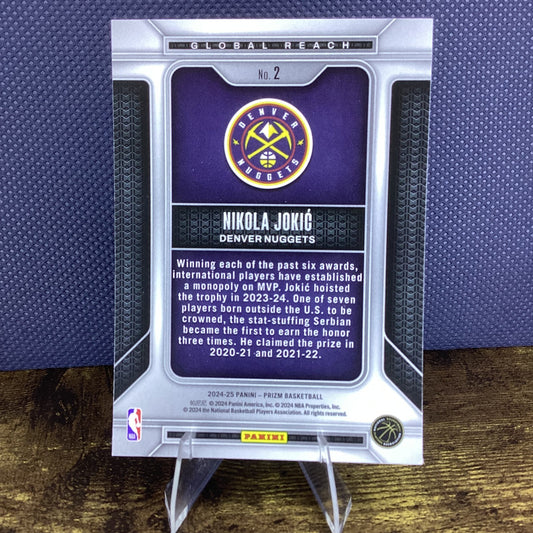 GLOBAL REACH
No. 2
DENVER
NUGGETS
NIKOLA JOKIĆ
DENVER NUGGETS
Winning each of the past six awards,
international players have established
a monopoly on MVP. Jokić hoisted
the trophy in 2023-24. One of seven
players born outside the U.S. to be
crowned, the stat-stuffing Serbian
became the first to earn the honor
three times. He claimed the prize in
2020-21 and 2021-22.
2024-25 PANINI – PRIZM BASKETBALL
© 2024 Panini America, Inc. © 2024 NBA Properties, Inc.
© 2024 the National Basketball Players Association. All rights reserved.
NBA
PANINI